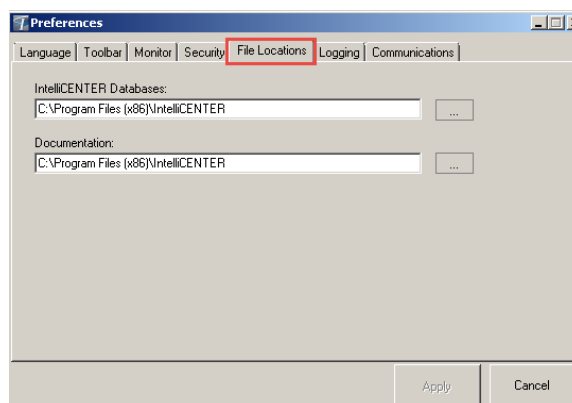 Preferences
Language Toolbar Monitor Security File Locations Logging Communications
IntelliCENTER Databases:
C:\Program Files (x86)\IntelliCENTER
...
Documentation:
C:\Program Files (x86)\IntelliCENTER
...
Apply Cancel